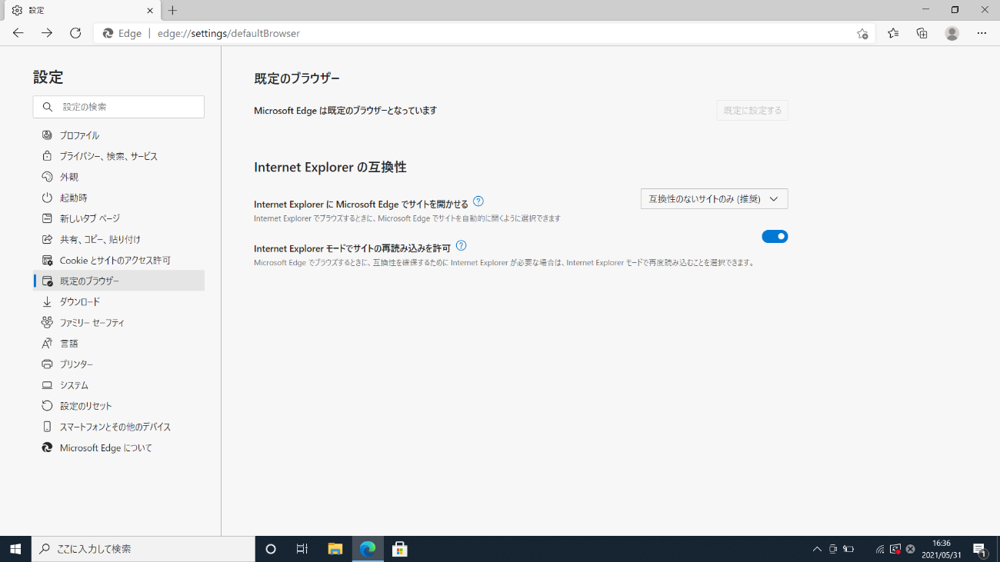 設定
Edge | edge://settings/defaultBrowser
設定
設定の検索
プロファイル
プライバシー、検索、サービス
外観
起動時
新しいタブ ページ
共有、コピー、貼り付け
Cookie とサイトのアクセス許可
既定のブラウザー
ダウンロード
ファミリー セーフティ
言語
プリンター
システム
設定のリセット
スマートフォンとその他のデバイス
Microsoft Edge について
既定のブラウザー
Microsoft Edge は既定のブラウザーとなっています
既定に設定する
Internet Explorer の互換性
Internet Explorer に Microsoft Edge でサイトを開かせる
互換性のないサイトのみ (推奨)
Internet Explorer でブラウズするときに、Microsoft Edge でサイトを自動的に開くように選択できます
Internet Explorer モードでサイトの再読み込みを許可
Microsoft Edge でブラウズするときに、互換性を確保するために Internet Explorer が必要な場合は、Internet Explorer モードで再度読み込むことを選択できます。
ここに入力して検索
16:36
2021/05/31
1